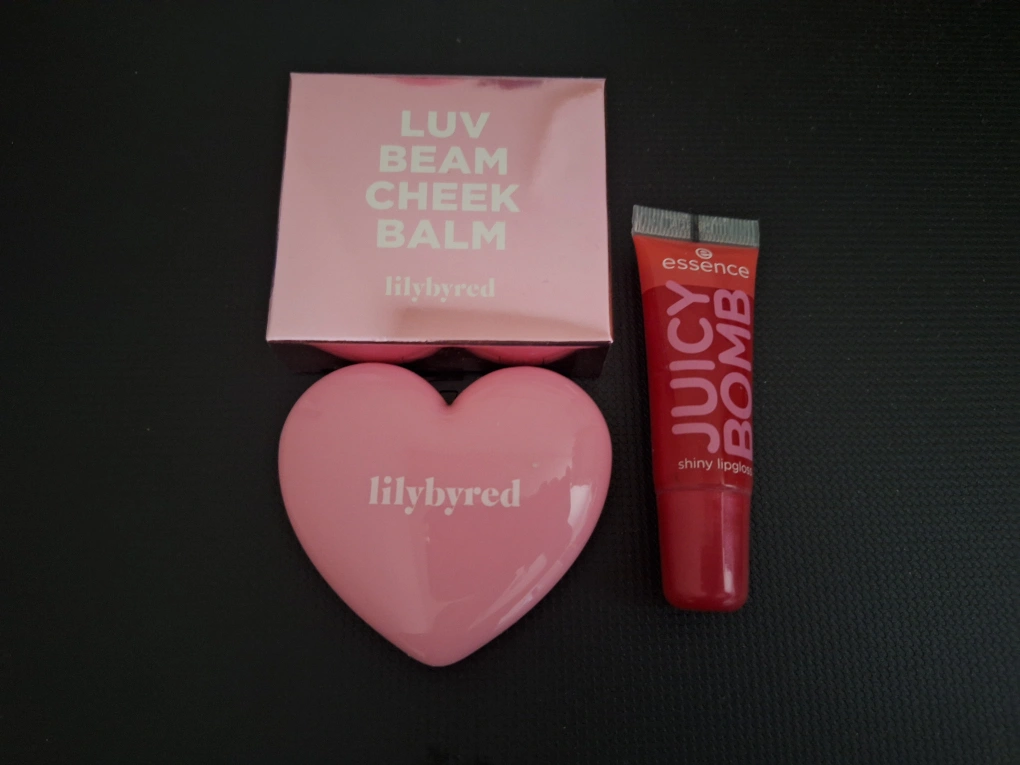 LUV
BEAM
CHEEK
BALM
lilybyred
lilybyred
essence
JUICY
BOMB
shiny lipgloss